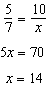 5/7 = 10/x
5x = 70
x = 14